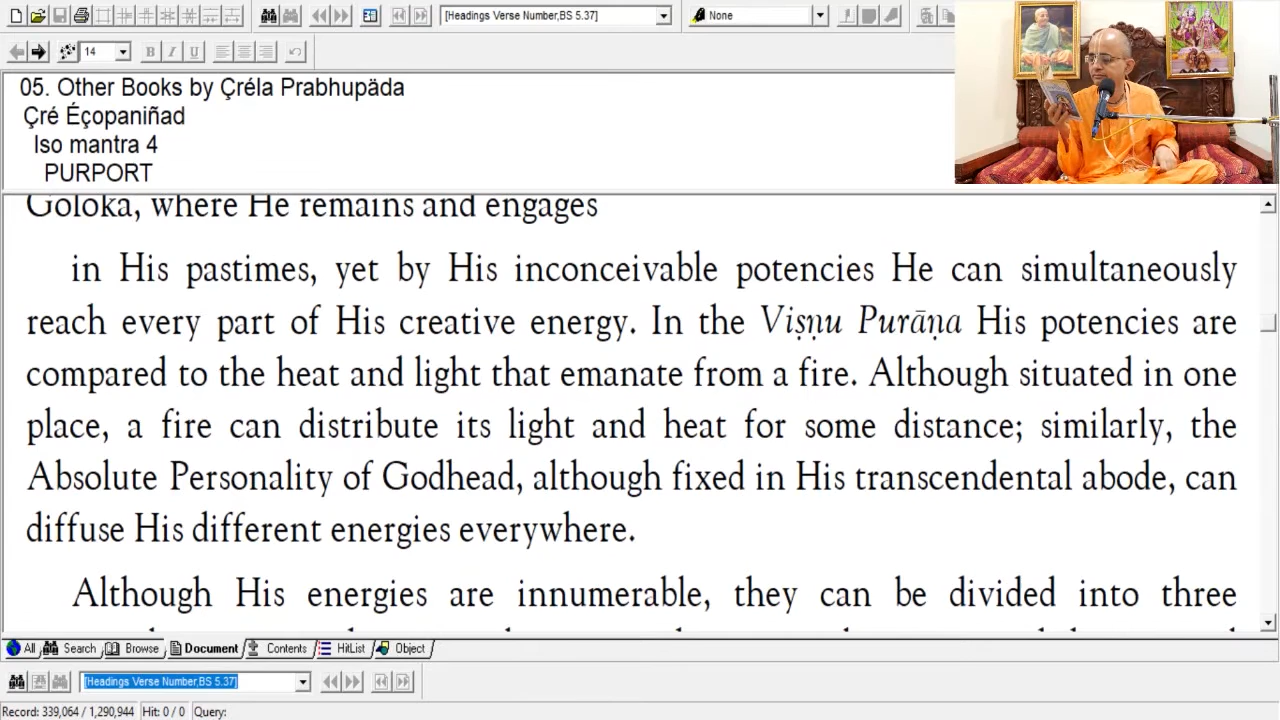 [Headings Verse Number,BS 5.37]
None
14
B I U
05. Other Books by Çréla Prabhupäda
Çré Éçopaniñad
Iso mantra 4
PURPORT
Goloka, where He remains and engages
in His pastimes, yet by His inconceivable potencies He can simultaneously
reach every part of His creative energy. In the Viṣṇu Purāṇa His potencies are
compared to the heat and light that emanate from a fire. Although situated in one
place, a fire can distribute its light and heat for some distance; similarly, the
Absolute Personality of Godhead, although fixed in His transcendental abode, can
diffuse His different energies everywhere.
Although His energies are innumerable, they can be divided into three
All Search Browse Document Contents HitList Object
[Headings Verse Number,BS 5.37]
Record: 339,064 / 1,290,944 Hit: 0 / 0 Query: